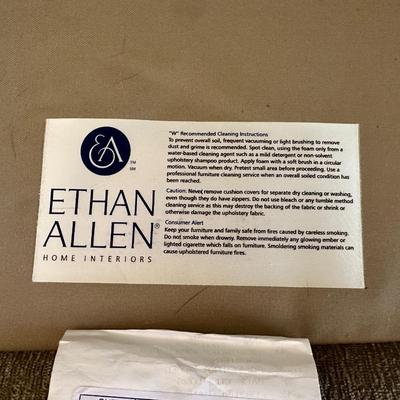 EA
TM
SM
ETHAN
ALLEN®
HOME INTERIORS
"W" Recommended Cleaning Instructions
To prevent overall soil, frequent vacuuming or light brushing to remove
dust and grime is recommended. Spot clean, using the foam only from a
water-based cleaning agent such as a mild detergent or non-solvent
upholstery shampoo product. Apply foam with a soft brush in a circular
motion. Vacuum when dry. Pretest small area before proceeding. Use a
professional furniture cleaning service when an overall soiled condition has
been reached.
Caution: Never remove cushion covers for separate dry cleaning or washing,
even though they do have zippers. Do not use bleach or any tumble method
cleaning service as this may destroy the backing of the fabric or shrink or
otherwise damage the upholstery fabric.
Consumer Alert
Keep your furniture and family safe from fires caused by careless smoking.
Do not smoke when drowsy. Remove immediately any glowing ember or
lighted cigarette which falls on furniture. Smoldering smoking materials can
cause upholstered furniture fires.